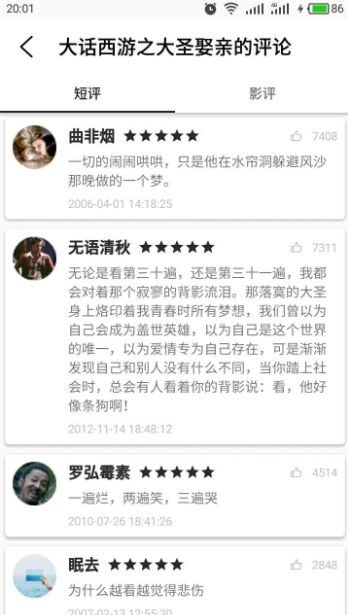 20:01
86
大话西游之大圣娶亲的评论
短评
影评
曲非烟 ★★★★★ 7408
一切的闹闹哄哄，只是他在水帘洞躲避风沙
那晚做的一个梦。
2006-04-01 14:18:25
无语清秋 ★★★★★ 7311
无论是看第三十遍，还是第三十一遍，我都
会对着那个寂寥的背影流泪。那落寞的大圣
身上烙印着我青春时所有梦想，我们曾以为
自己会成为盖世英雄，以为自己是这个世界
的唯一，以为爱情专为自己存在，可是渐渐
发现自己和别人没有什么不同，当你踏上社
会时，总会有人看着你的背影说：看，他好
像条狗啊！
2012-11-14 18:48:12
罗弘霉素 ★★★★★ 4514
一遍烂，两遍笑，三遍哭
2010-07-26 18:41:26
眠去 ★★★★★ 2848
为什么越看越觉得悲伤
2007-02-13 12:55:20